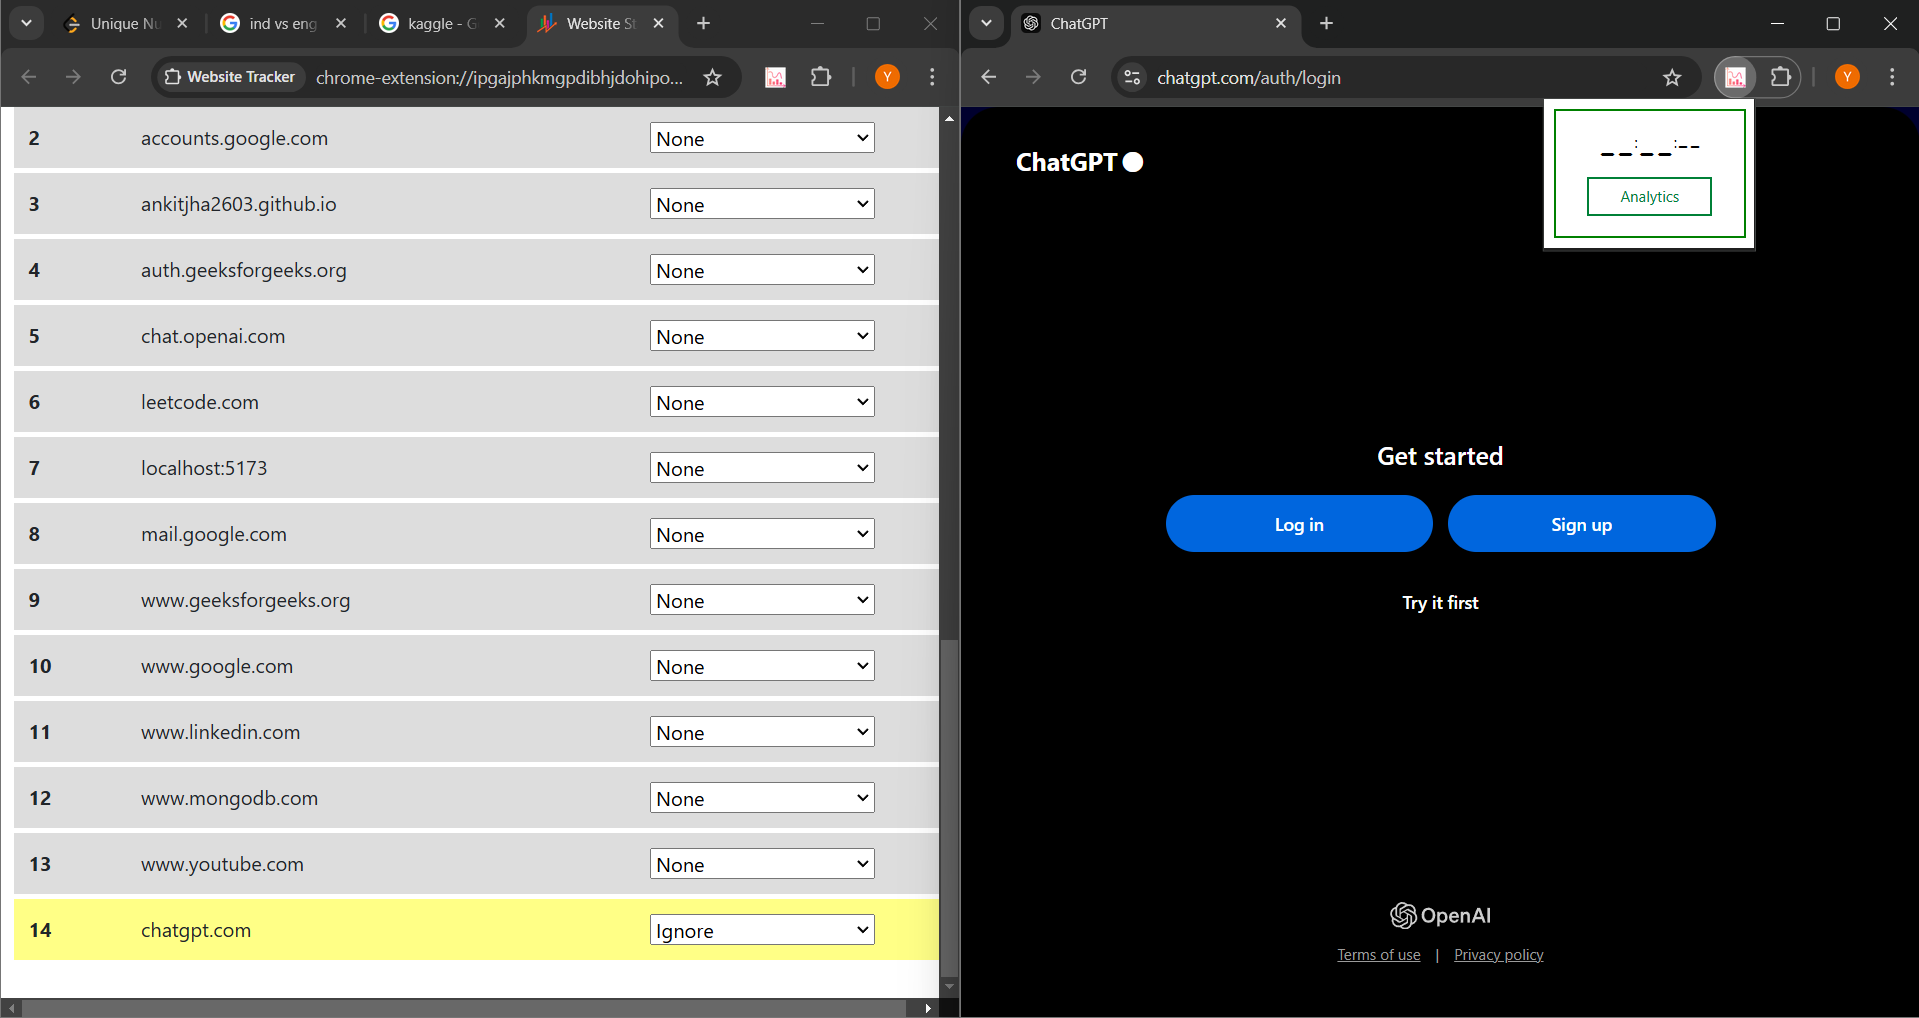 Unique Nu
ind vs eng
kaggle - G
Website St
Website Tracker
chrome-extension://ipgajphkmgpdibhjdohipo...
Y
2 accounts.google.com None
3 ankitjha2603.github.io None
4 auth.geeksforgeeks.org None
5 chat.openai.com None
6 leetcode.com None
7 localhost:5173 None
8 mail.google.com None
9 www.geeksforgeeks.org None
10 www.google.com None
11 www.linkedin.com None
12 www.mongodb.com None
13 www.youtube.com None
14 chatgpt.com Ignore
ChatGPT
chatgpt.com/auth/login
Y
__:__:--
Analytics
ChatGPT
Get started
Log in
Sign up
Try it first
OpenAI
Terms of use | Privacy policy